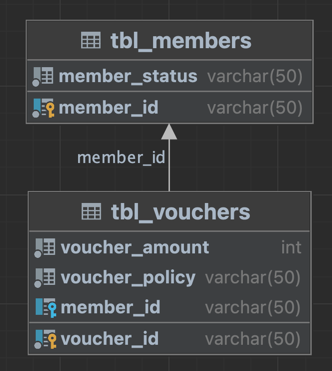 tbl_members
member_status varchar(50)
member_id varchar(50)
member_id
tbl_vouchers
voucher_amount int
voucher_policy varchar(50)
member_id varchar(50)
voucher_id varchar(50)